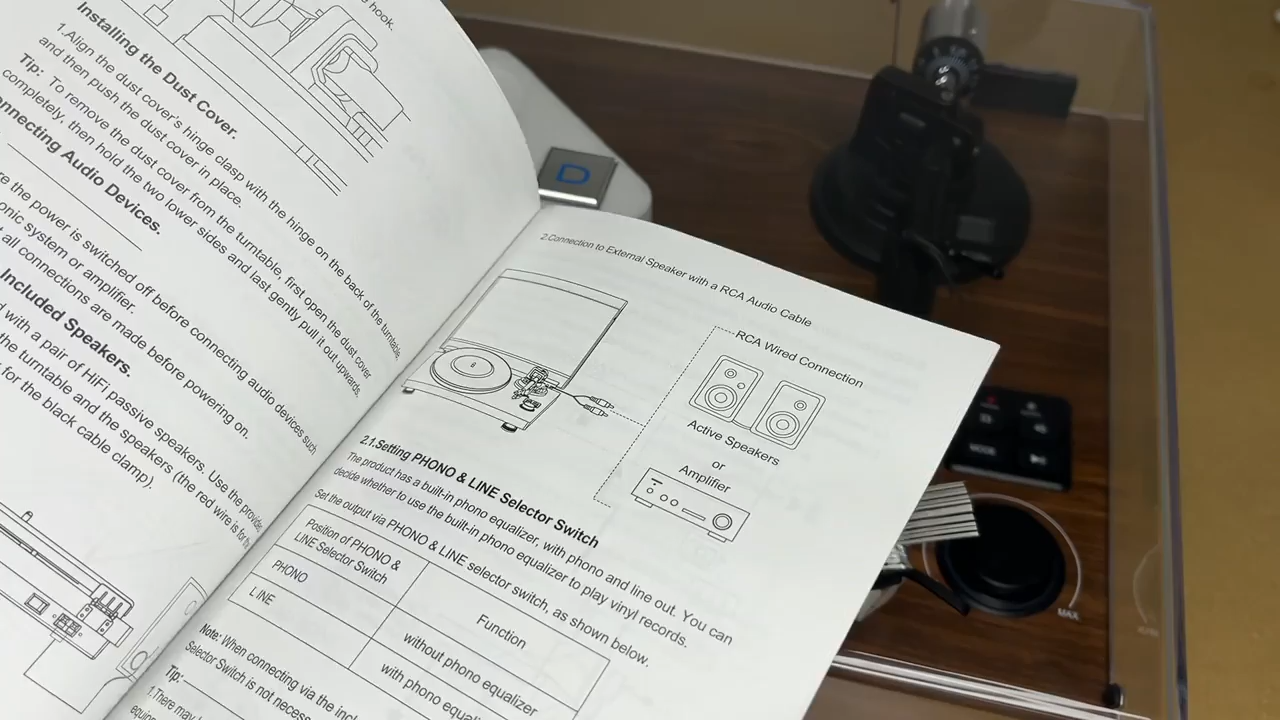 hook.
Installing the Dust Cover.
1.Align the dust cover's hinge clasp with the hinge on the back of the turntable,
and then push the dust cover in place.
Tip: To remove the dust cover from the turntable, first open the dust cover
completely, then hold the two lower sides and last gently pull it out upwards.
onnecting Audio Devices.
re the power is switched off before connecting audio devices such
onic system or amplifier.
t all connections are made before powering on.
Included Speakers.
d with a pair of HiFi passive speakers. Use the provide
the turntable and the speakers (the red wire is for the
for the black cable clamp).
2.Connection to External Speaker with a RCA Audio Cable
RCA Wired Connection
Active Speakers
or
Amplifier
2.1.Setting PHONO & LINE Selector Switch
The product has a built-in phono equalizer, with phono and line out. You can
decide whether to use the built-in phono equalizer to play vinyl records.
Set the output via PHONO & LINE selector switch, as shown below.
Position of PHONO &
LINE Selector Switch
Function
PHONO
without phono equalizer
LINE
with phono equali
Note: When connecting via the incl
Selector Switch is not necess
Tip:
1.There may
equip
D
MODE
MAX